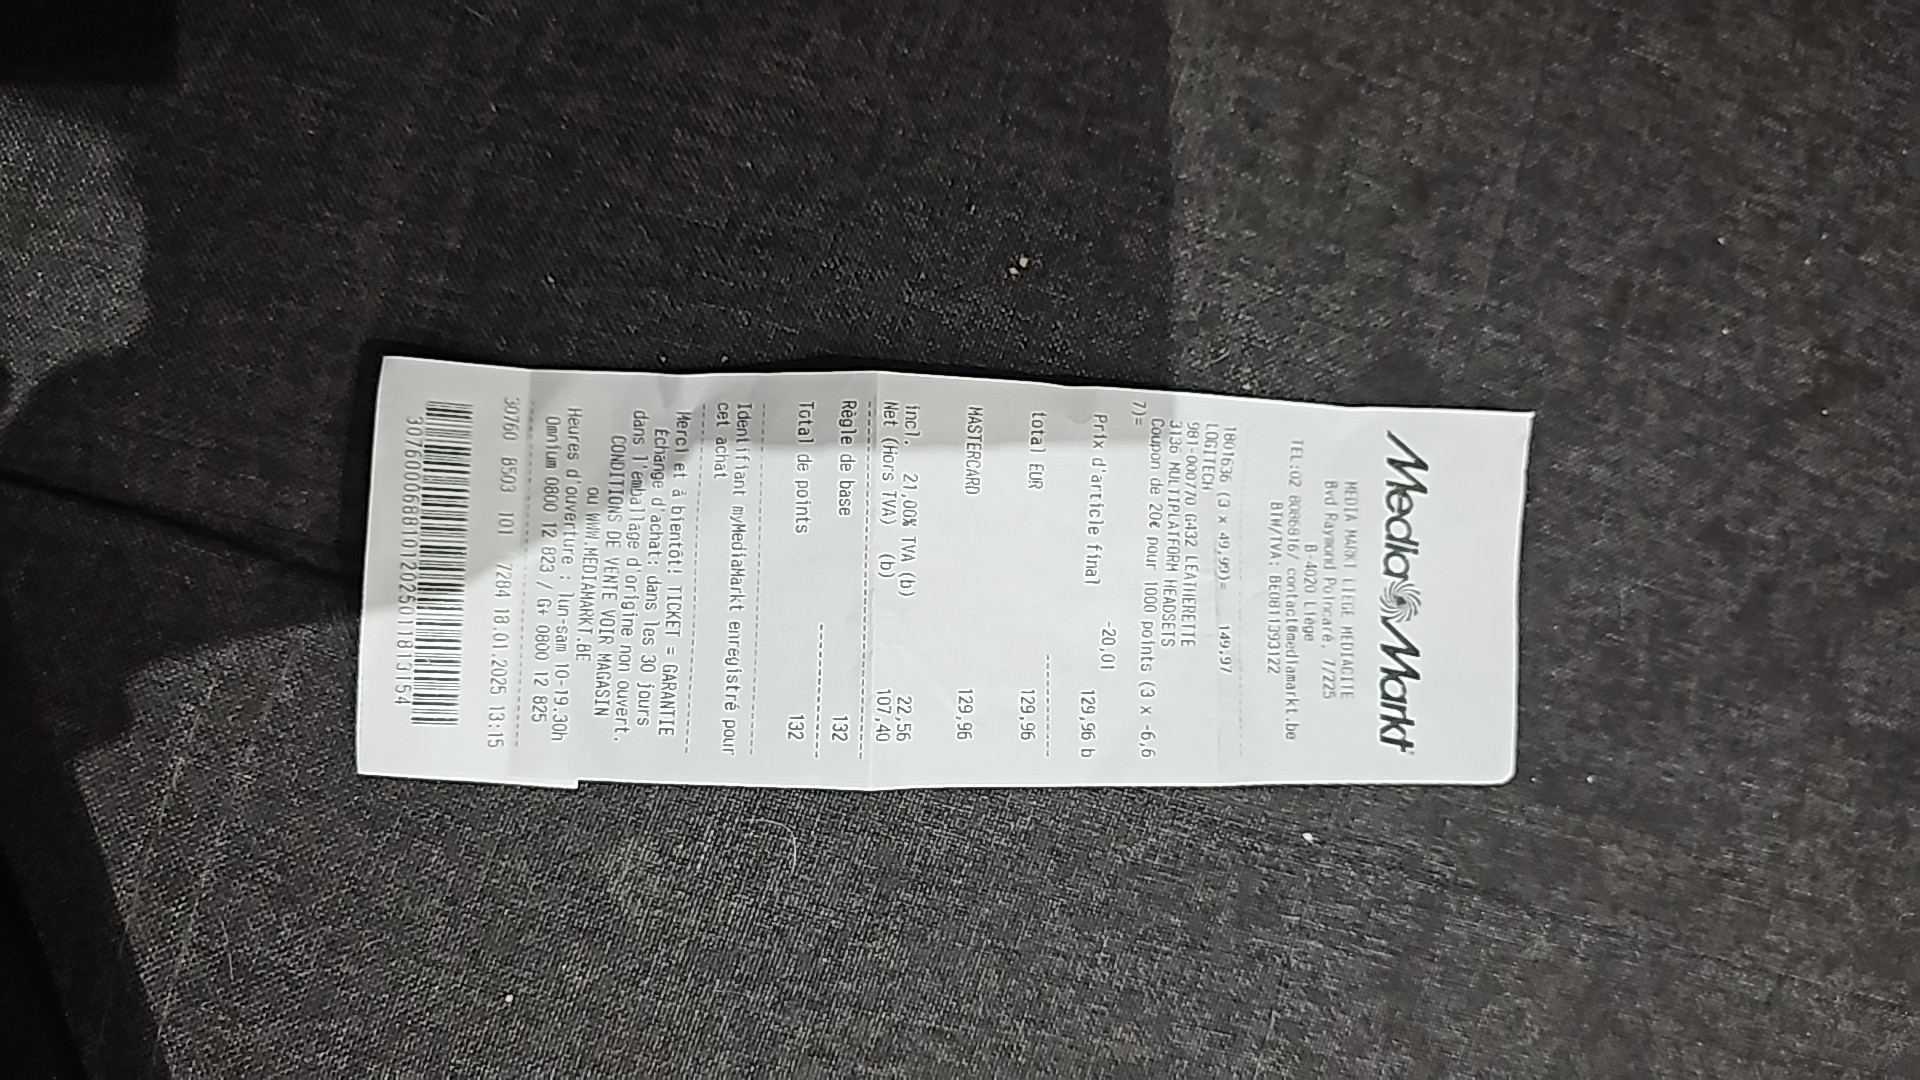 MediaMarkt
MEDIA MARKT LIEGE MEDIACITE
Bvd Raymond Poincaré, 7/225
B-4020 Liège
TEL:02 8086816/ contact@mediamarkt.be
BTW/TVA: BE0811393122
1801636 (3 x 49,99)= 149,97
LOGITECH
981-000770 G432 LEATHERETTE
3136 MULTIPLATFORM HEADSETS
Coupon de 20€ pour 1000 points (3 x -6,6
7)= -20,01
Prix d'article final 129,96 b
total EUR 129,96
MASTERCARD 129,96
incl. 21,00% TVA (b) 22,56
Net (Hors TVA) (b) 107,40
Règle de base 132
Total de points 132
Identifiant myMediaMarkt enregistré pour
cet achat
Merci et à bientôt! TICKET = GARANTIE
Echange d'achat: dans les 30 jours
dans l'emballage d'origine non ouvert.
CONDITIONS DE VENTE VOIR MAGASIN
ou WWW.MEDIAMARKT.BE
Heures d'ouverture : lun-sam 10-19.30h
Omnium 0800 12 823 / G+ 0800 12 825
30760 8503 101 7284 18.01.2025 13:15